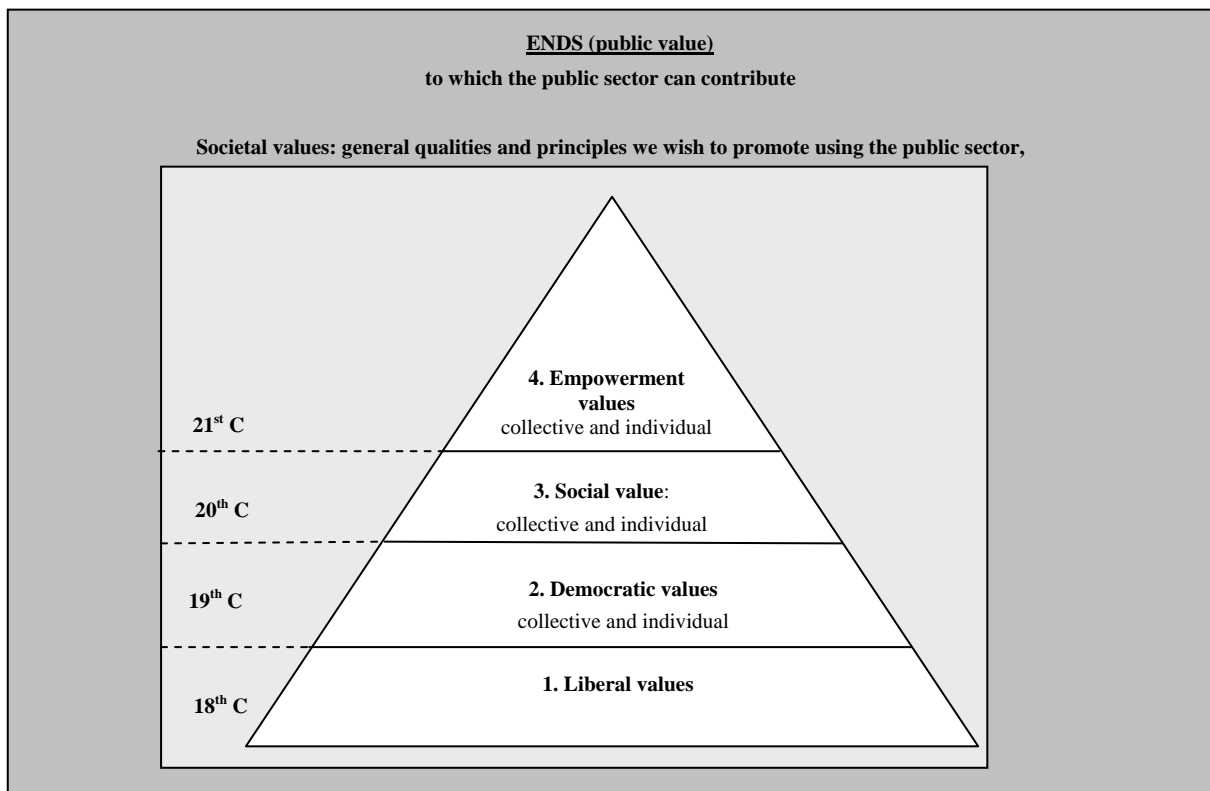 ENDS (public value)
to which the public sector can contribute
Societal values: general qualities and principles we wish to promote using the public sector,
4. Empowerment
values
collective and individual
21st C
3. Social value:
collective and individual
20th C
2. Democratic values
collective and individual
19th C
1. Liberal values
18th C